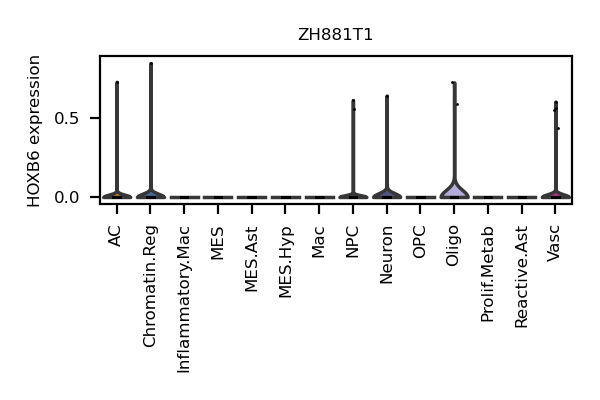 ZH881T1
HOXB6 expression
0.5
0.0
AC
Chromatin.Reg
Inflammatory.Mac
MES
MES.Ast
MES.Hyp
Mac
NPC
Neuron
OPC
Oligo
Prolif.Metab
Reactive.Ast
Vasc